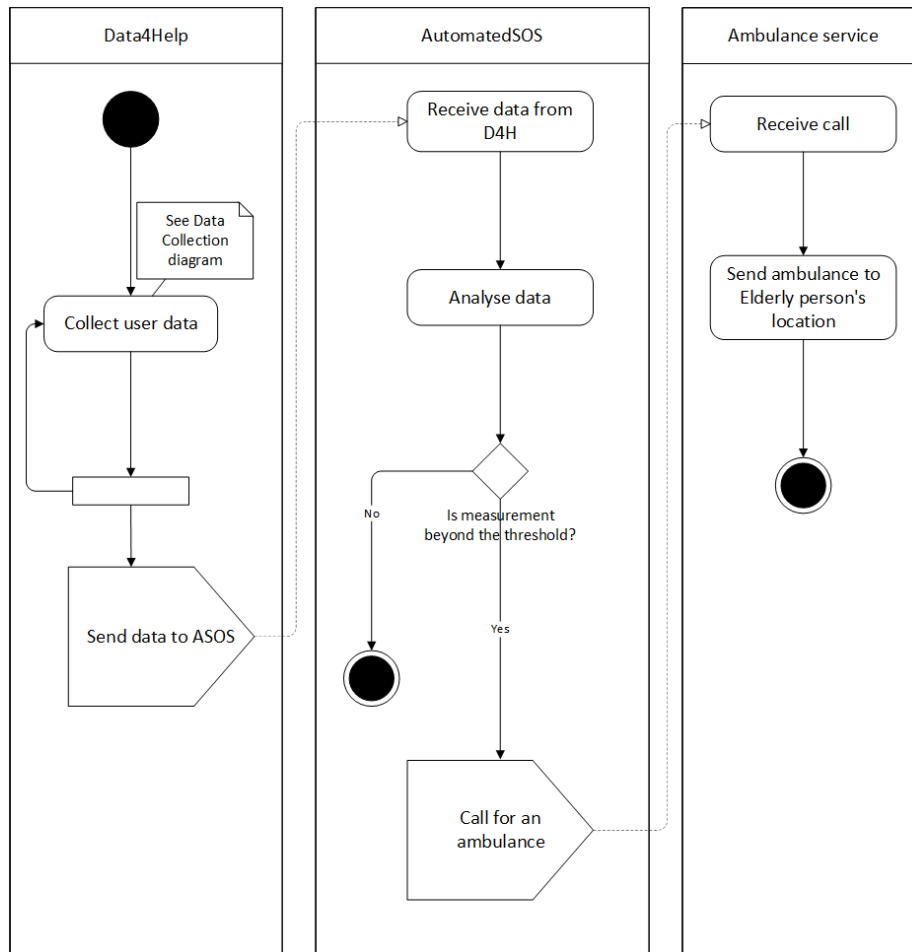 Data4Help
AutomatedSOS
Ambulance service
Receive data from
D4H
Receive call
See Data
Collection
diagram
Collect user data
Analyse data
Send ambulance to
Elderly person's
location
No
Is measurement
beyond the threshold?
Send data to ASOS
Yes
Call for an
ambulance